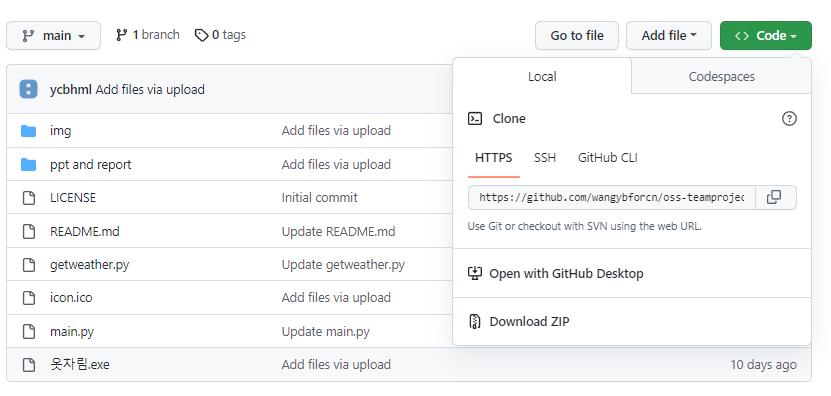 main 1 branch 0 tags Go to file Add file Code
Local Codespaces
ycbhml Add files via upload
Clone
img Add files via upload
HTTPS SSH GitHub CLI
ppt and report Add files via upload
https://github.com/wangybforcn/oss-teamprojec
LICENSE Initial commit
Use Git or checkout with SVN using the web URL.
README.md Update README.md
getweather.py Update getweather.py
Open with GitHub Desktop
icon.ico Add files via upload
Download ZIP
main.py Update main.py
옷차림.exe Add files via upload 10 days ago